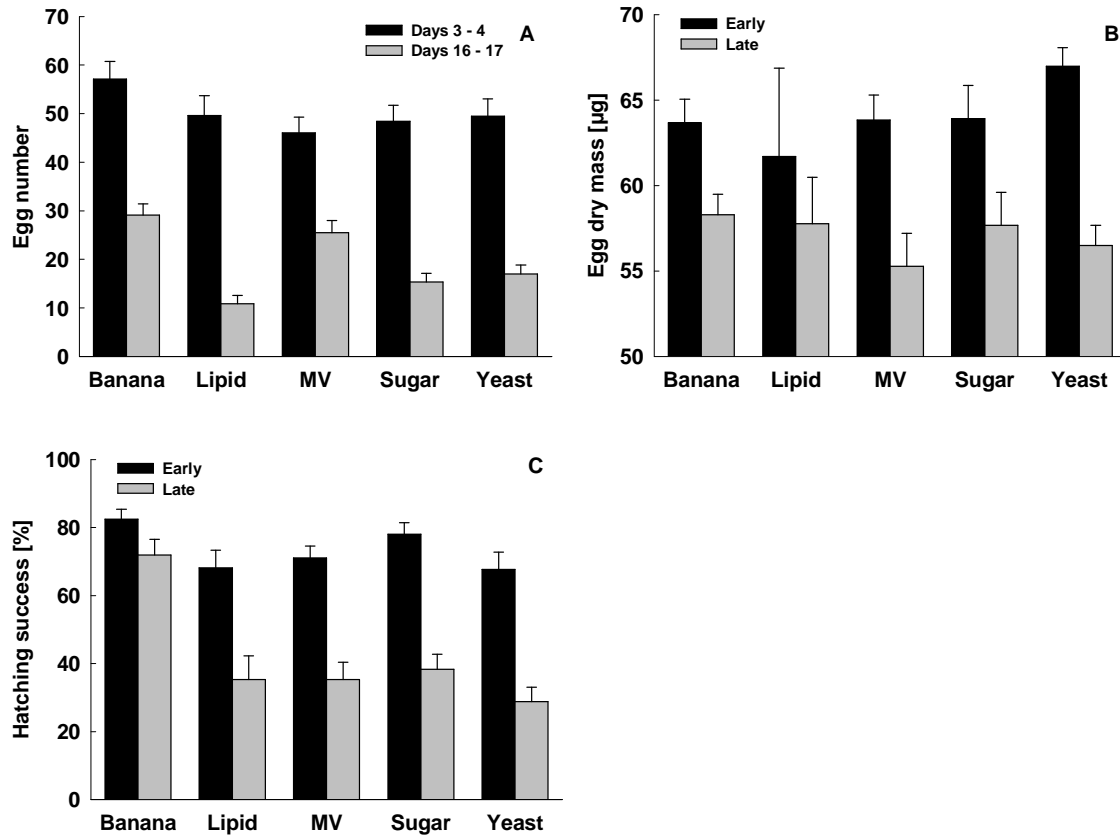 A
Days 3 - 4
Days 16 - 17
Egg number
70
60
50
40
30
20
10
0
Banana Lipid MV Sugar Yeast
B
Early
Late
Egg dry mass [µg]
70
65
60
55
50
Banana Lipid MV Sugar Yeast
C
Early
Late
Hatching success [%]
100
80
60
40
20
0
Banana Lipid MV Sugar Yeast